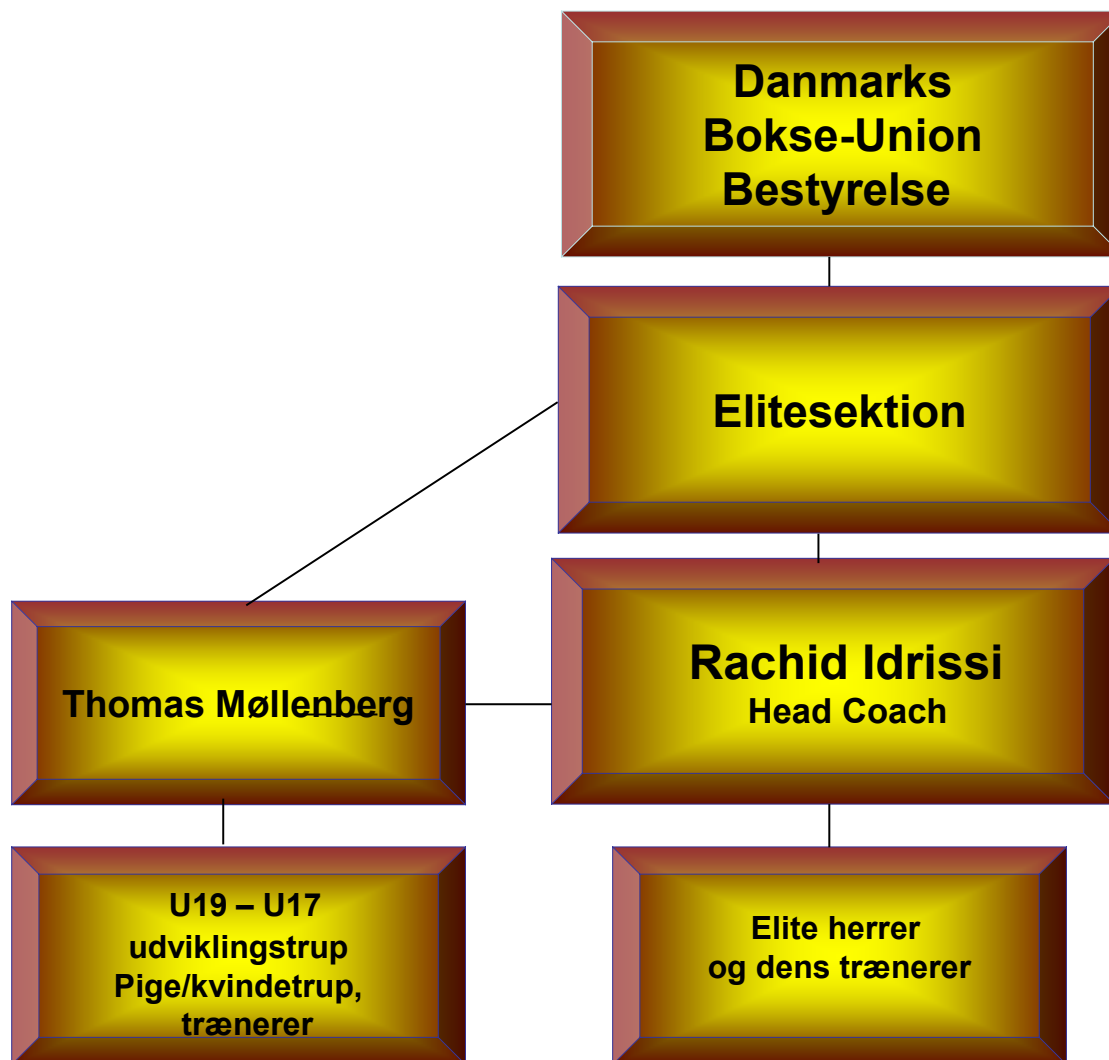 Danmarks
Bokse-Union
Bestyrelse
Elitesektion
Rachid Idrissi
Head Coach
Thomas Møllenberg
U19 – U17
udviklingstrup
Pige/kvindetrup,
trænerer
Elite herrer
og dens trænerer